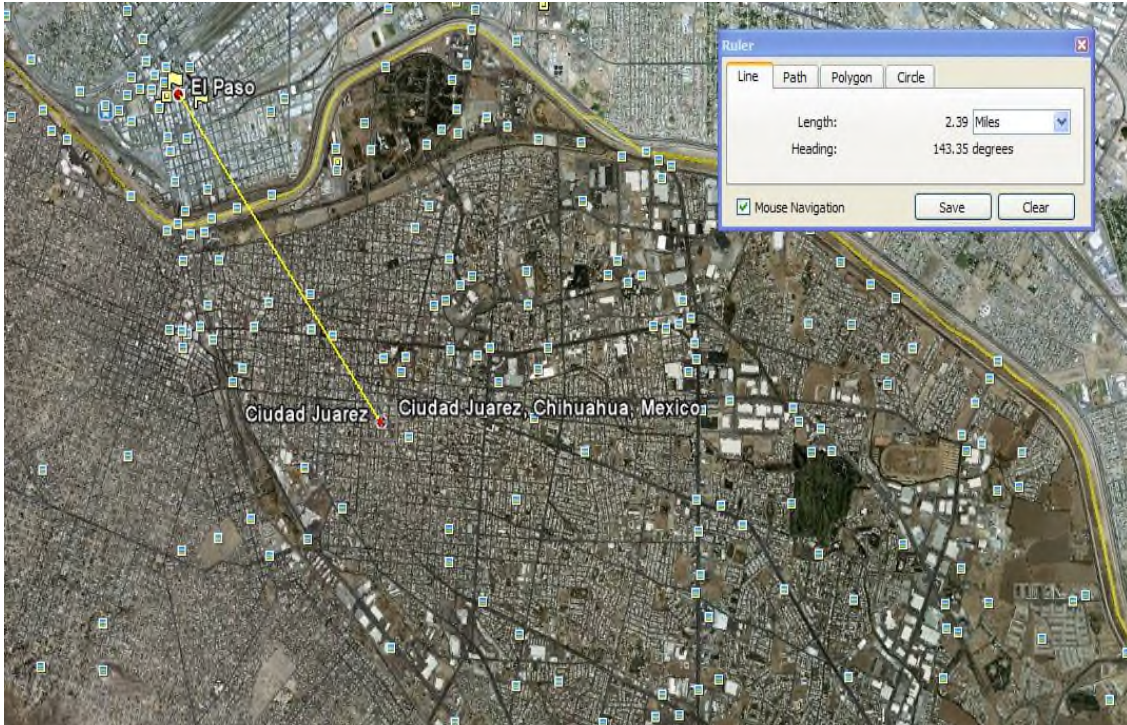 Ruler
Line Path Polygon Circle
Length: 2.39 Miles
Heading: 143.35 degrees
Mouse Navigation Save Clear
El Paso
Ciudad Juarez
Ciudad Juarez, Chihuahua, Mexico